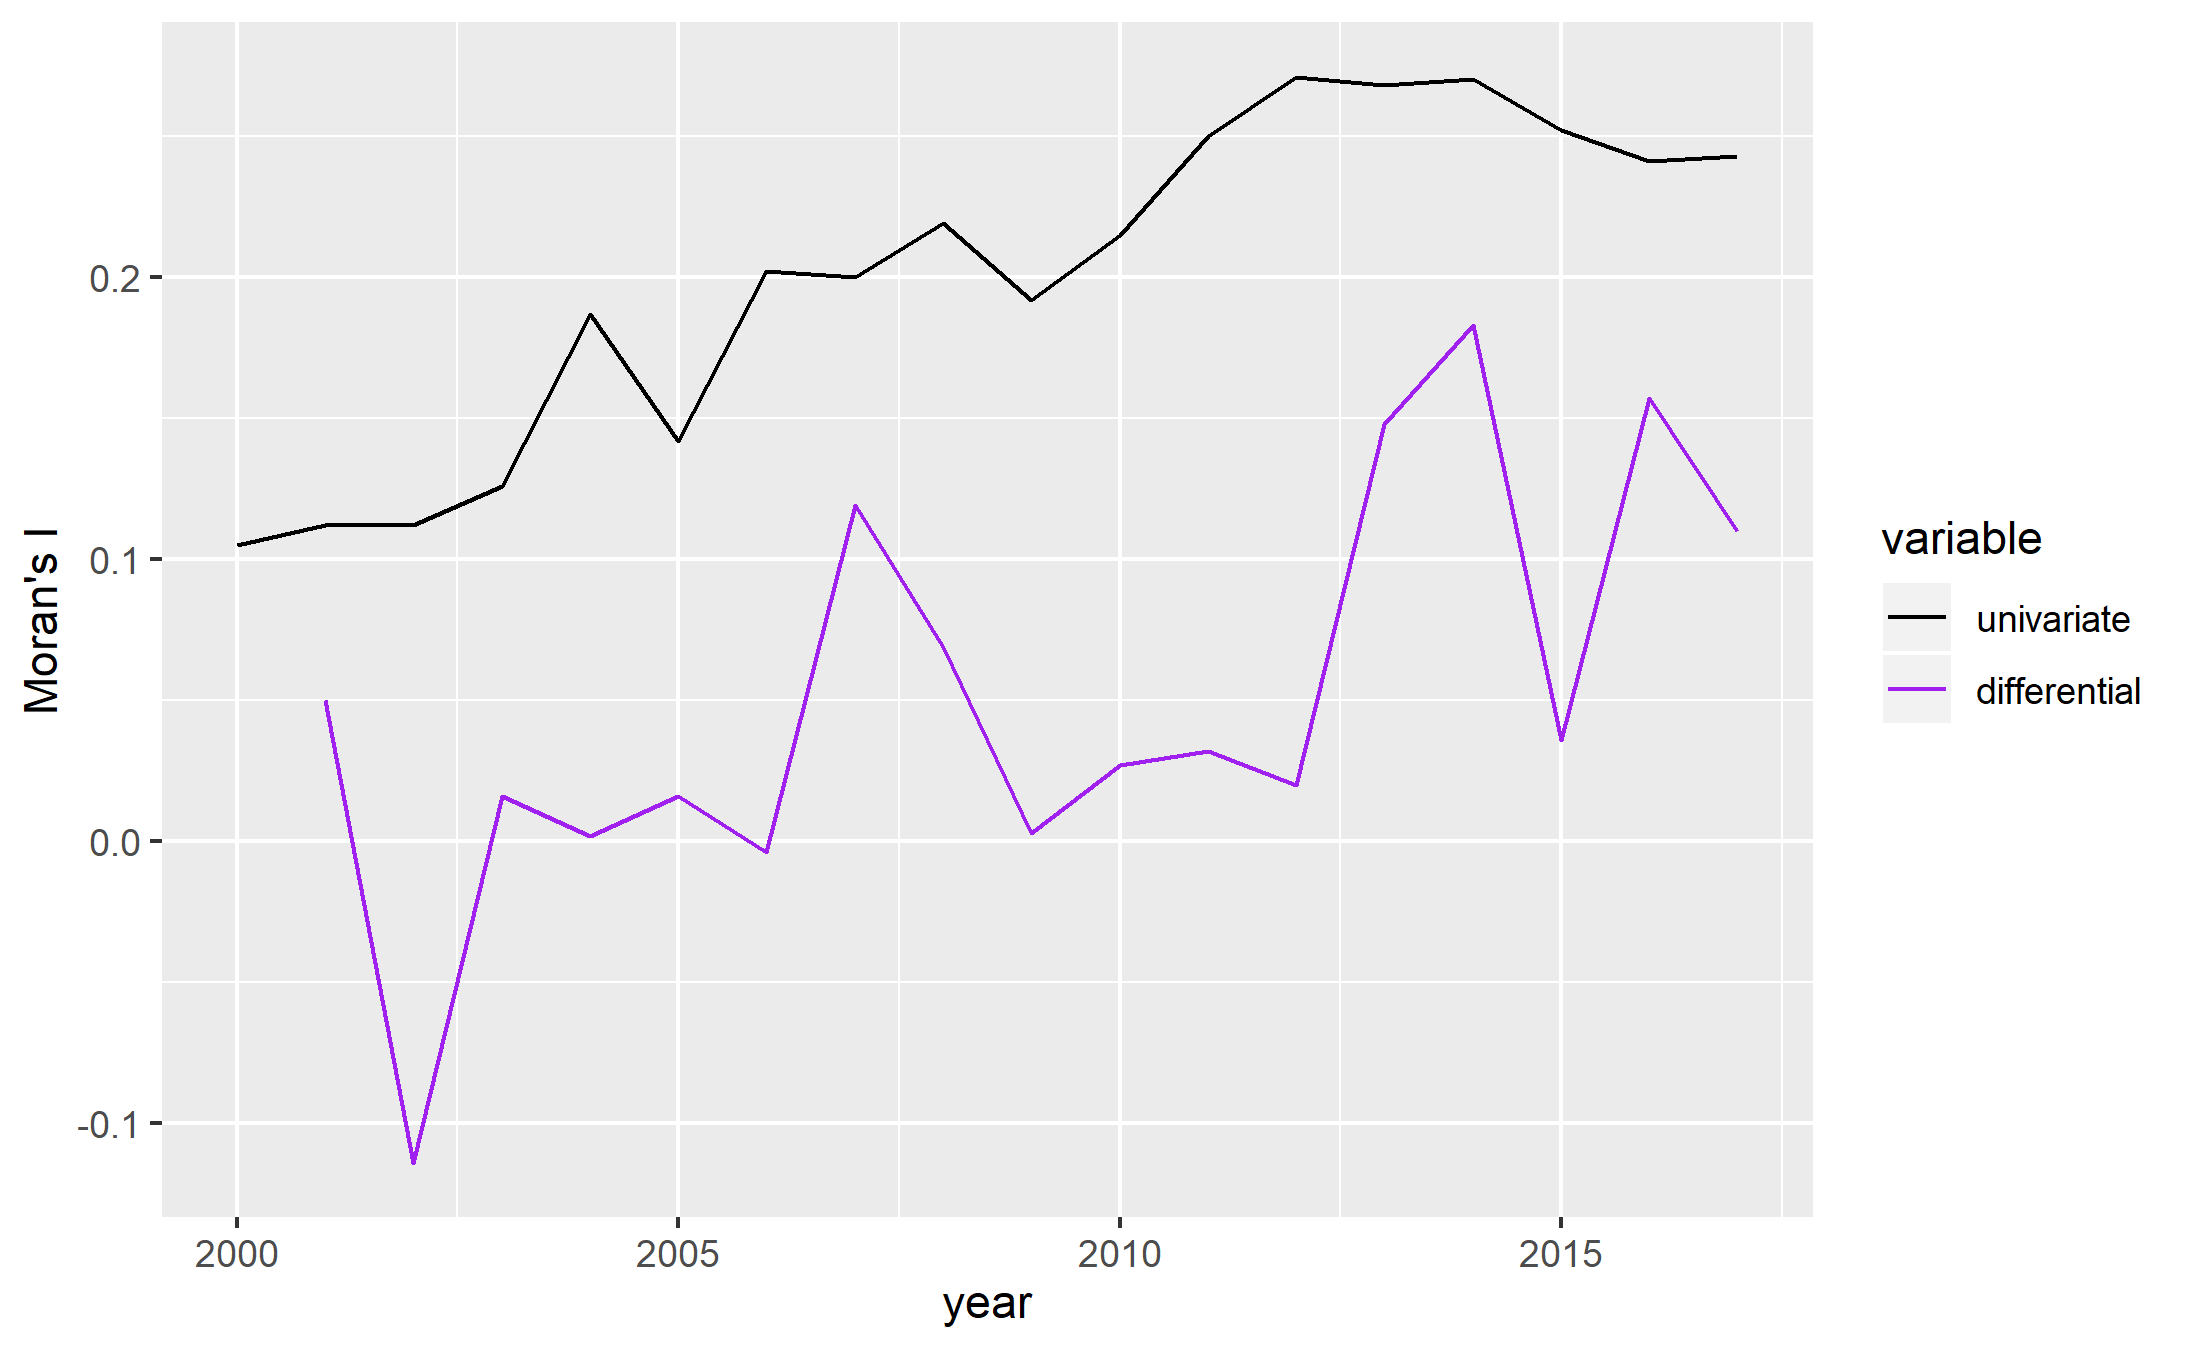 Moran's I
0.2
0.1
0.0
-0.1
2000 2005 2010 2015
year
variable
univariate
differential